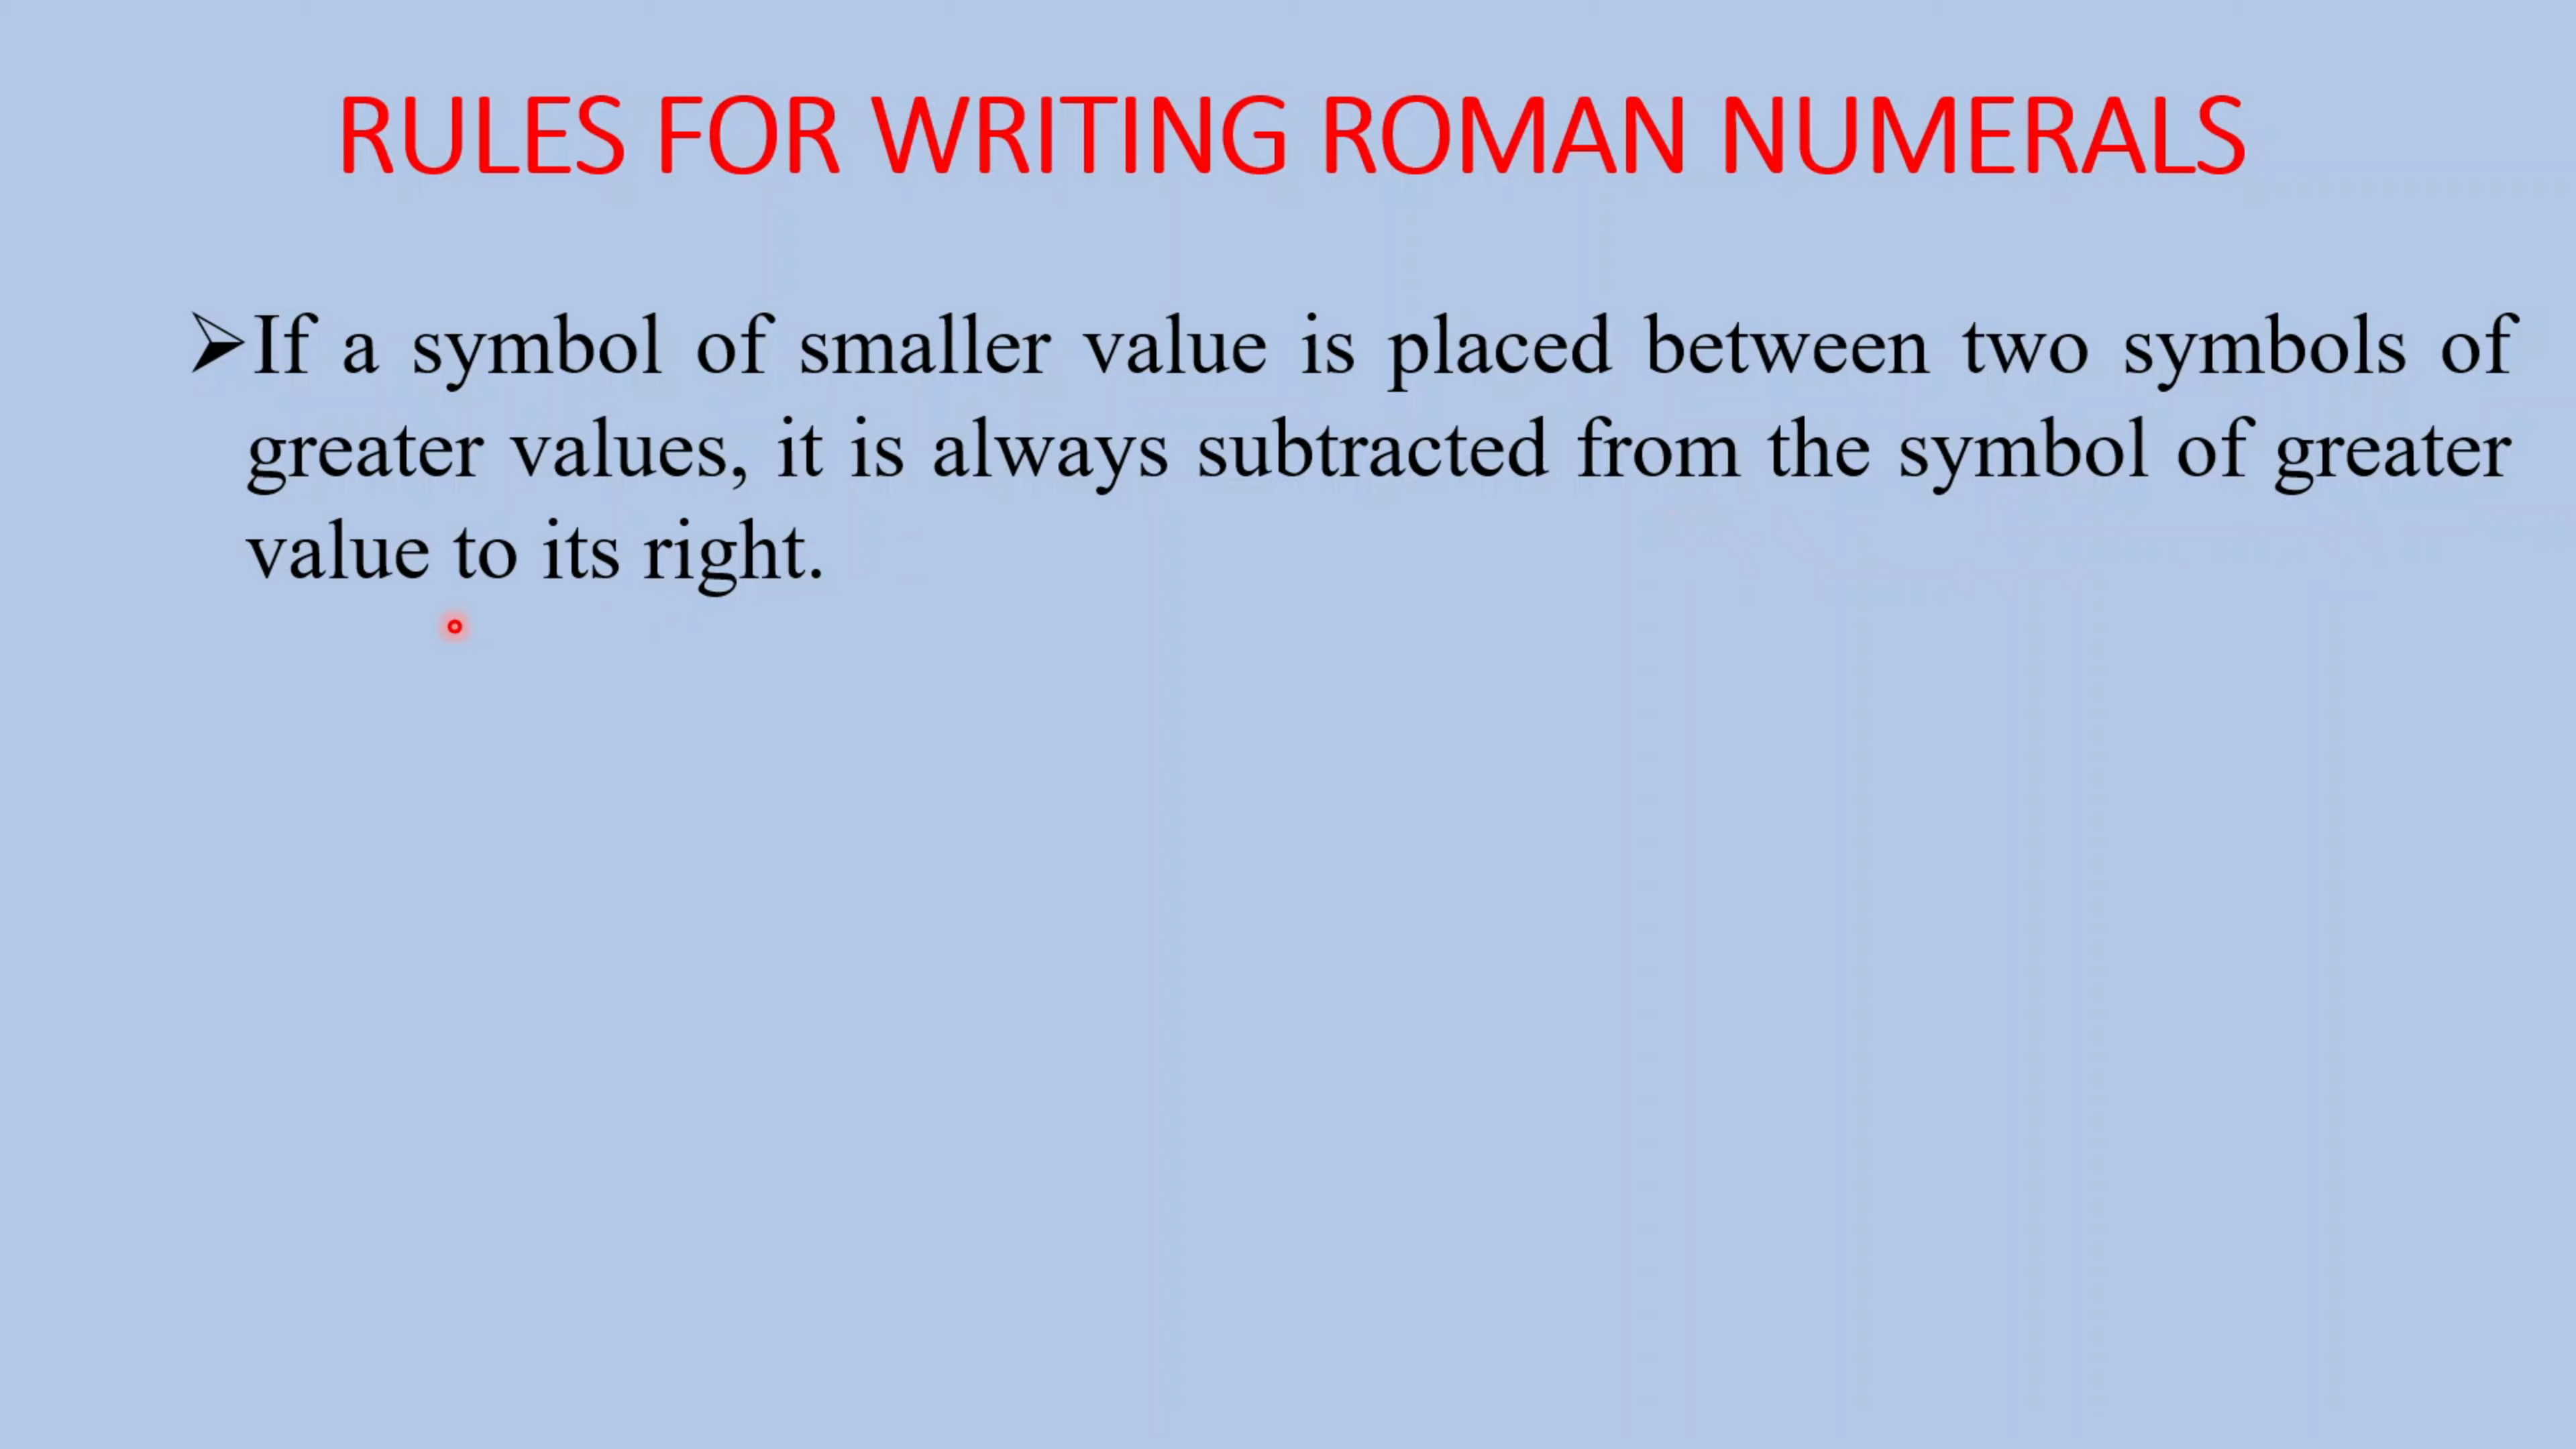 RULES FOR WRITING ROMAN NUMERALS
➢If a symbol of smaller value is placed between two symbols of
greater values, it is always subtracted from the symbol of greater
value to its right.